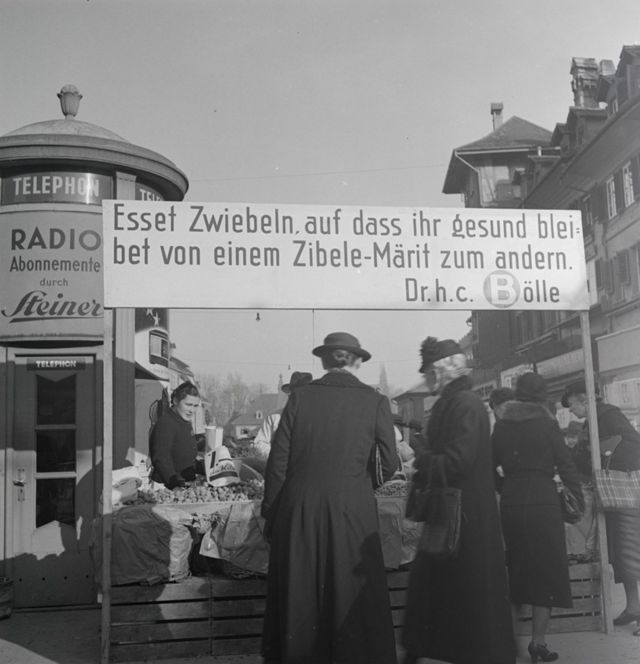 TELEPHON
TELE
RADIO
Abonnemente
durch
Steiner
TELEPHON
Esset Zwiebeln, auf dass ihr gesund blei=
bet von einem Zibele-Märit zum andern.
Dr. h. c. Bölle